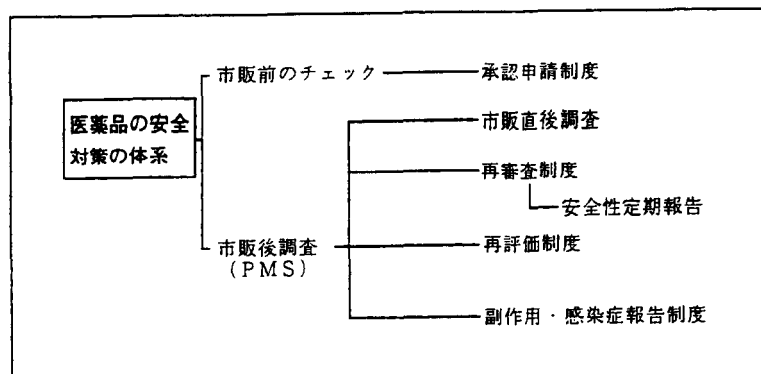 医薬品の安全
対策の体系
市販前のチェック
承認申請制度
市販後調査
(PMS)
市販直後調査
再審査制度
安全性定期報告
再評価制度
副作用・感染症報告制度